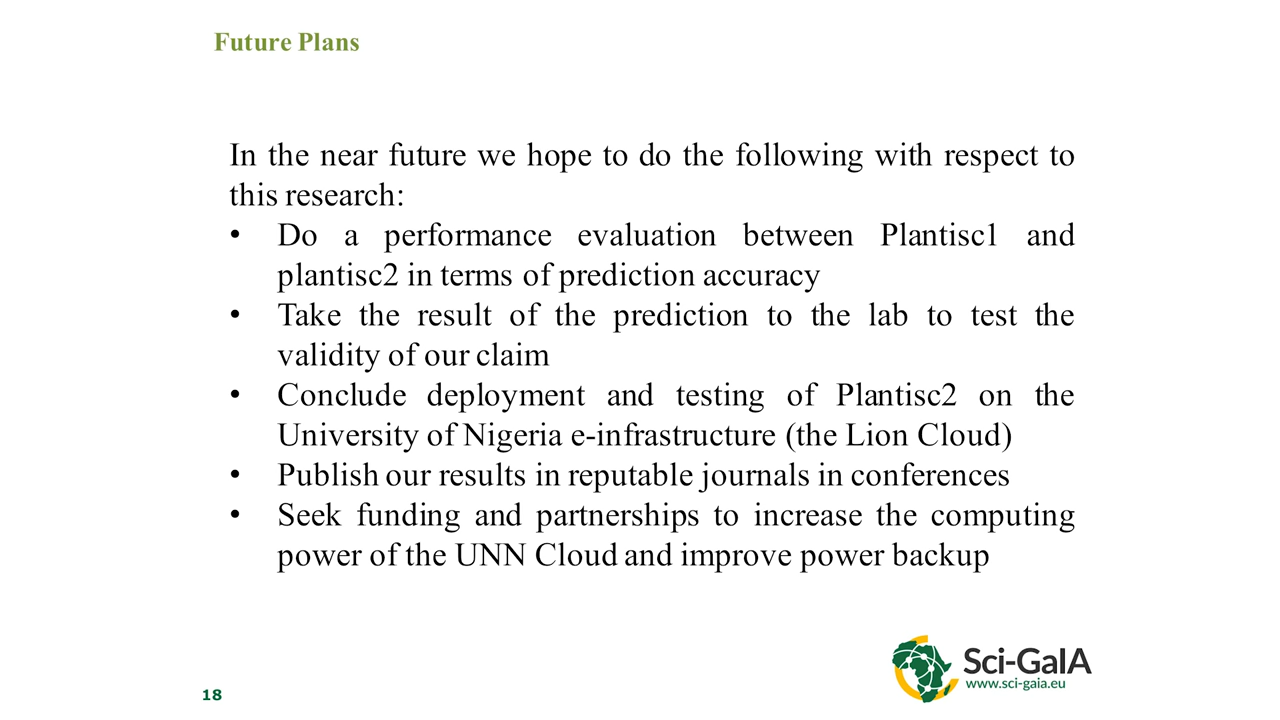 Future Plans
In the near future we hope to do the following with respect to
this research:
• Do a performance evaluation between Plantisc1 and
plantisc2 in terms of prediction accuracy
• Take the result of the prediction to the lab to test the
validity of our claim
• Conclude deployment and testing of Plantisc2 on the
University of Nigeria e-infrastructure (the Lion Cloud)
• Publish our results in reputable journals in conferences
• Seek funding and partnerships to increase the computing
power of the UNN Cloud and improve power backup
Sci-GaIA
www.sci-gaia.eu
18